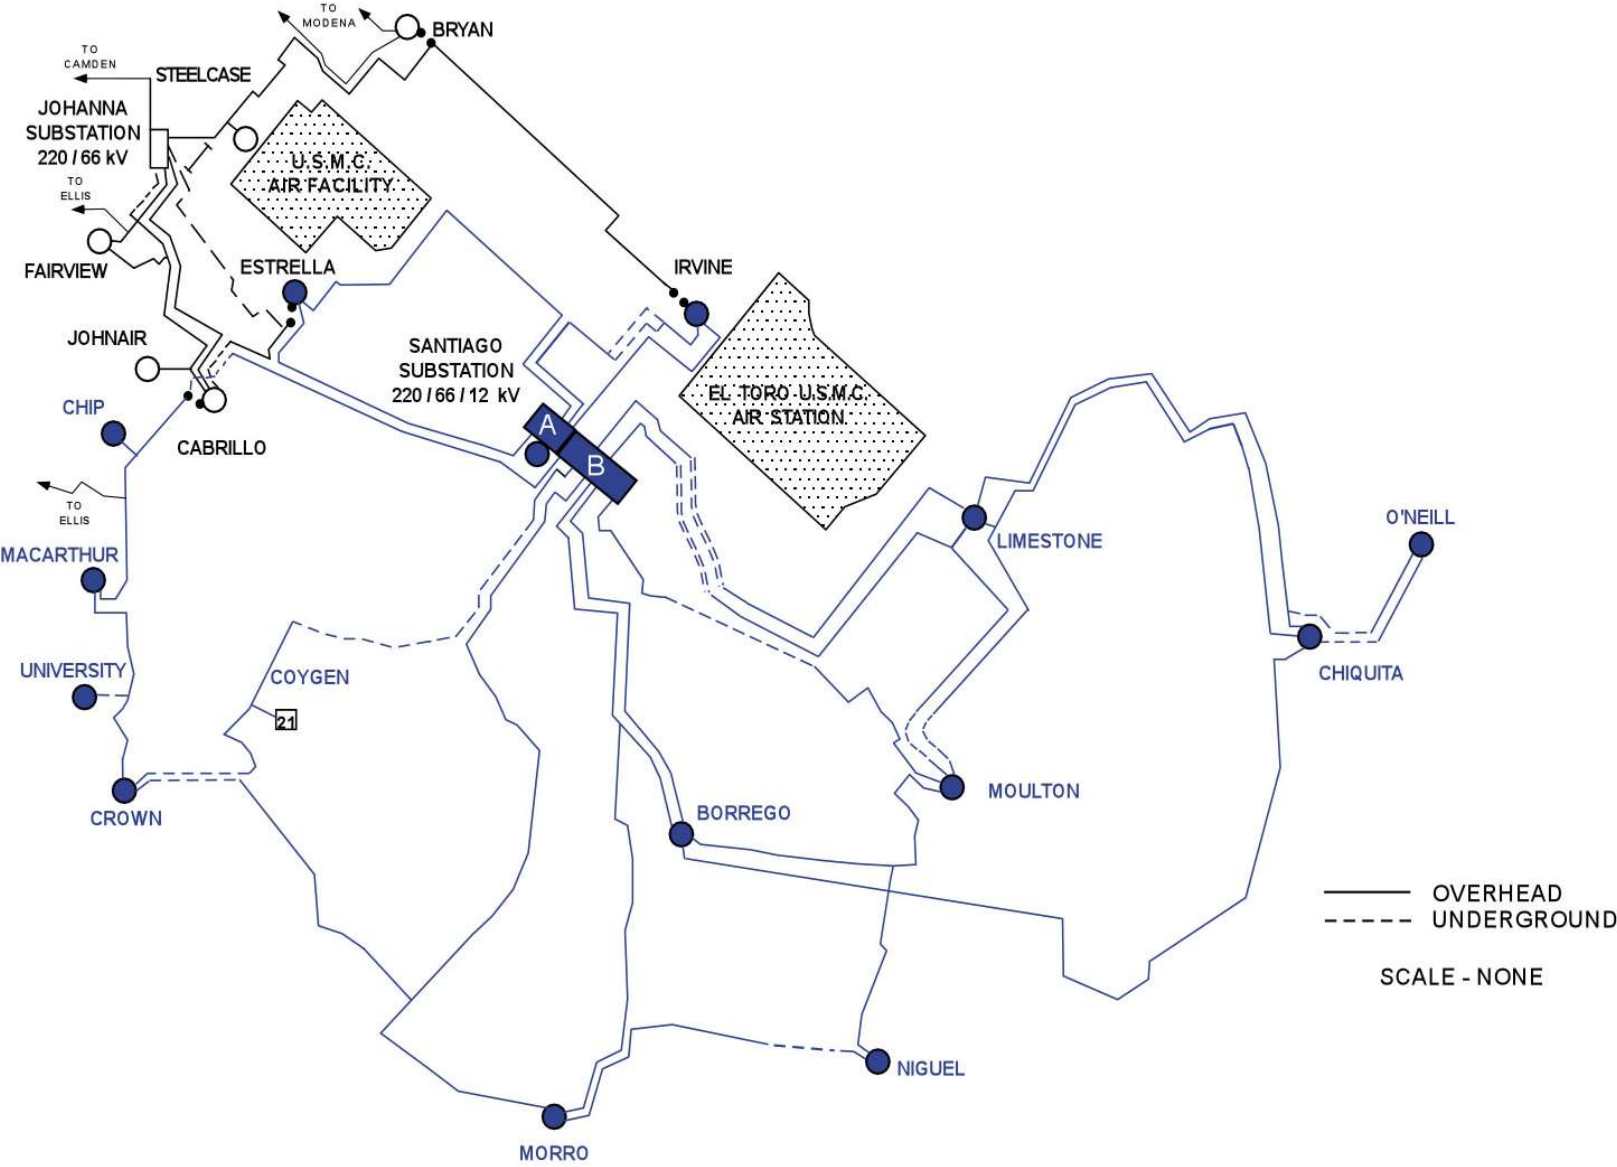 TO
MODENA
BRYAN
TO
CAMDEN
STEELCASE
JOHANNA
SUBSTATION
220 / 66 kV
U.S.M.C.
AIR FACILITY
TO
ELLIS
FAIRVIEW
ESTRELLA
IRVINE
JOHNAIR
SANTIAGO
SUBSTATION
220 / 66 / 12 kV
EL TORO U.S.M.C.
AIR STATION
CHIP
A
B
CABRILLO
TO
ELLIS
O'NEILL
LIMESTONE
MACARTHUR
UNIVERSITY
COYGEN
21
CHIQUITA
MOULTON
CROWN
BORREGO
OVERHEAD
UNDERGROUND
SCALE - NONE
NIGUEL
MORRO